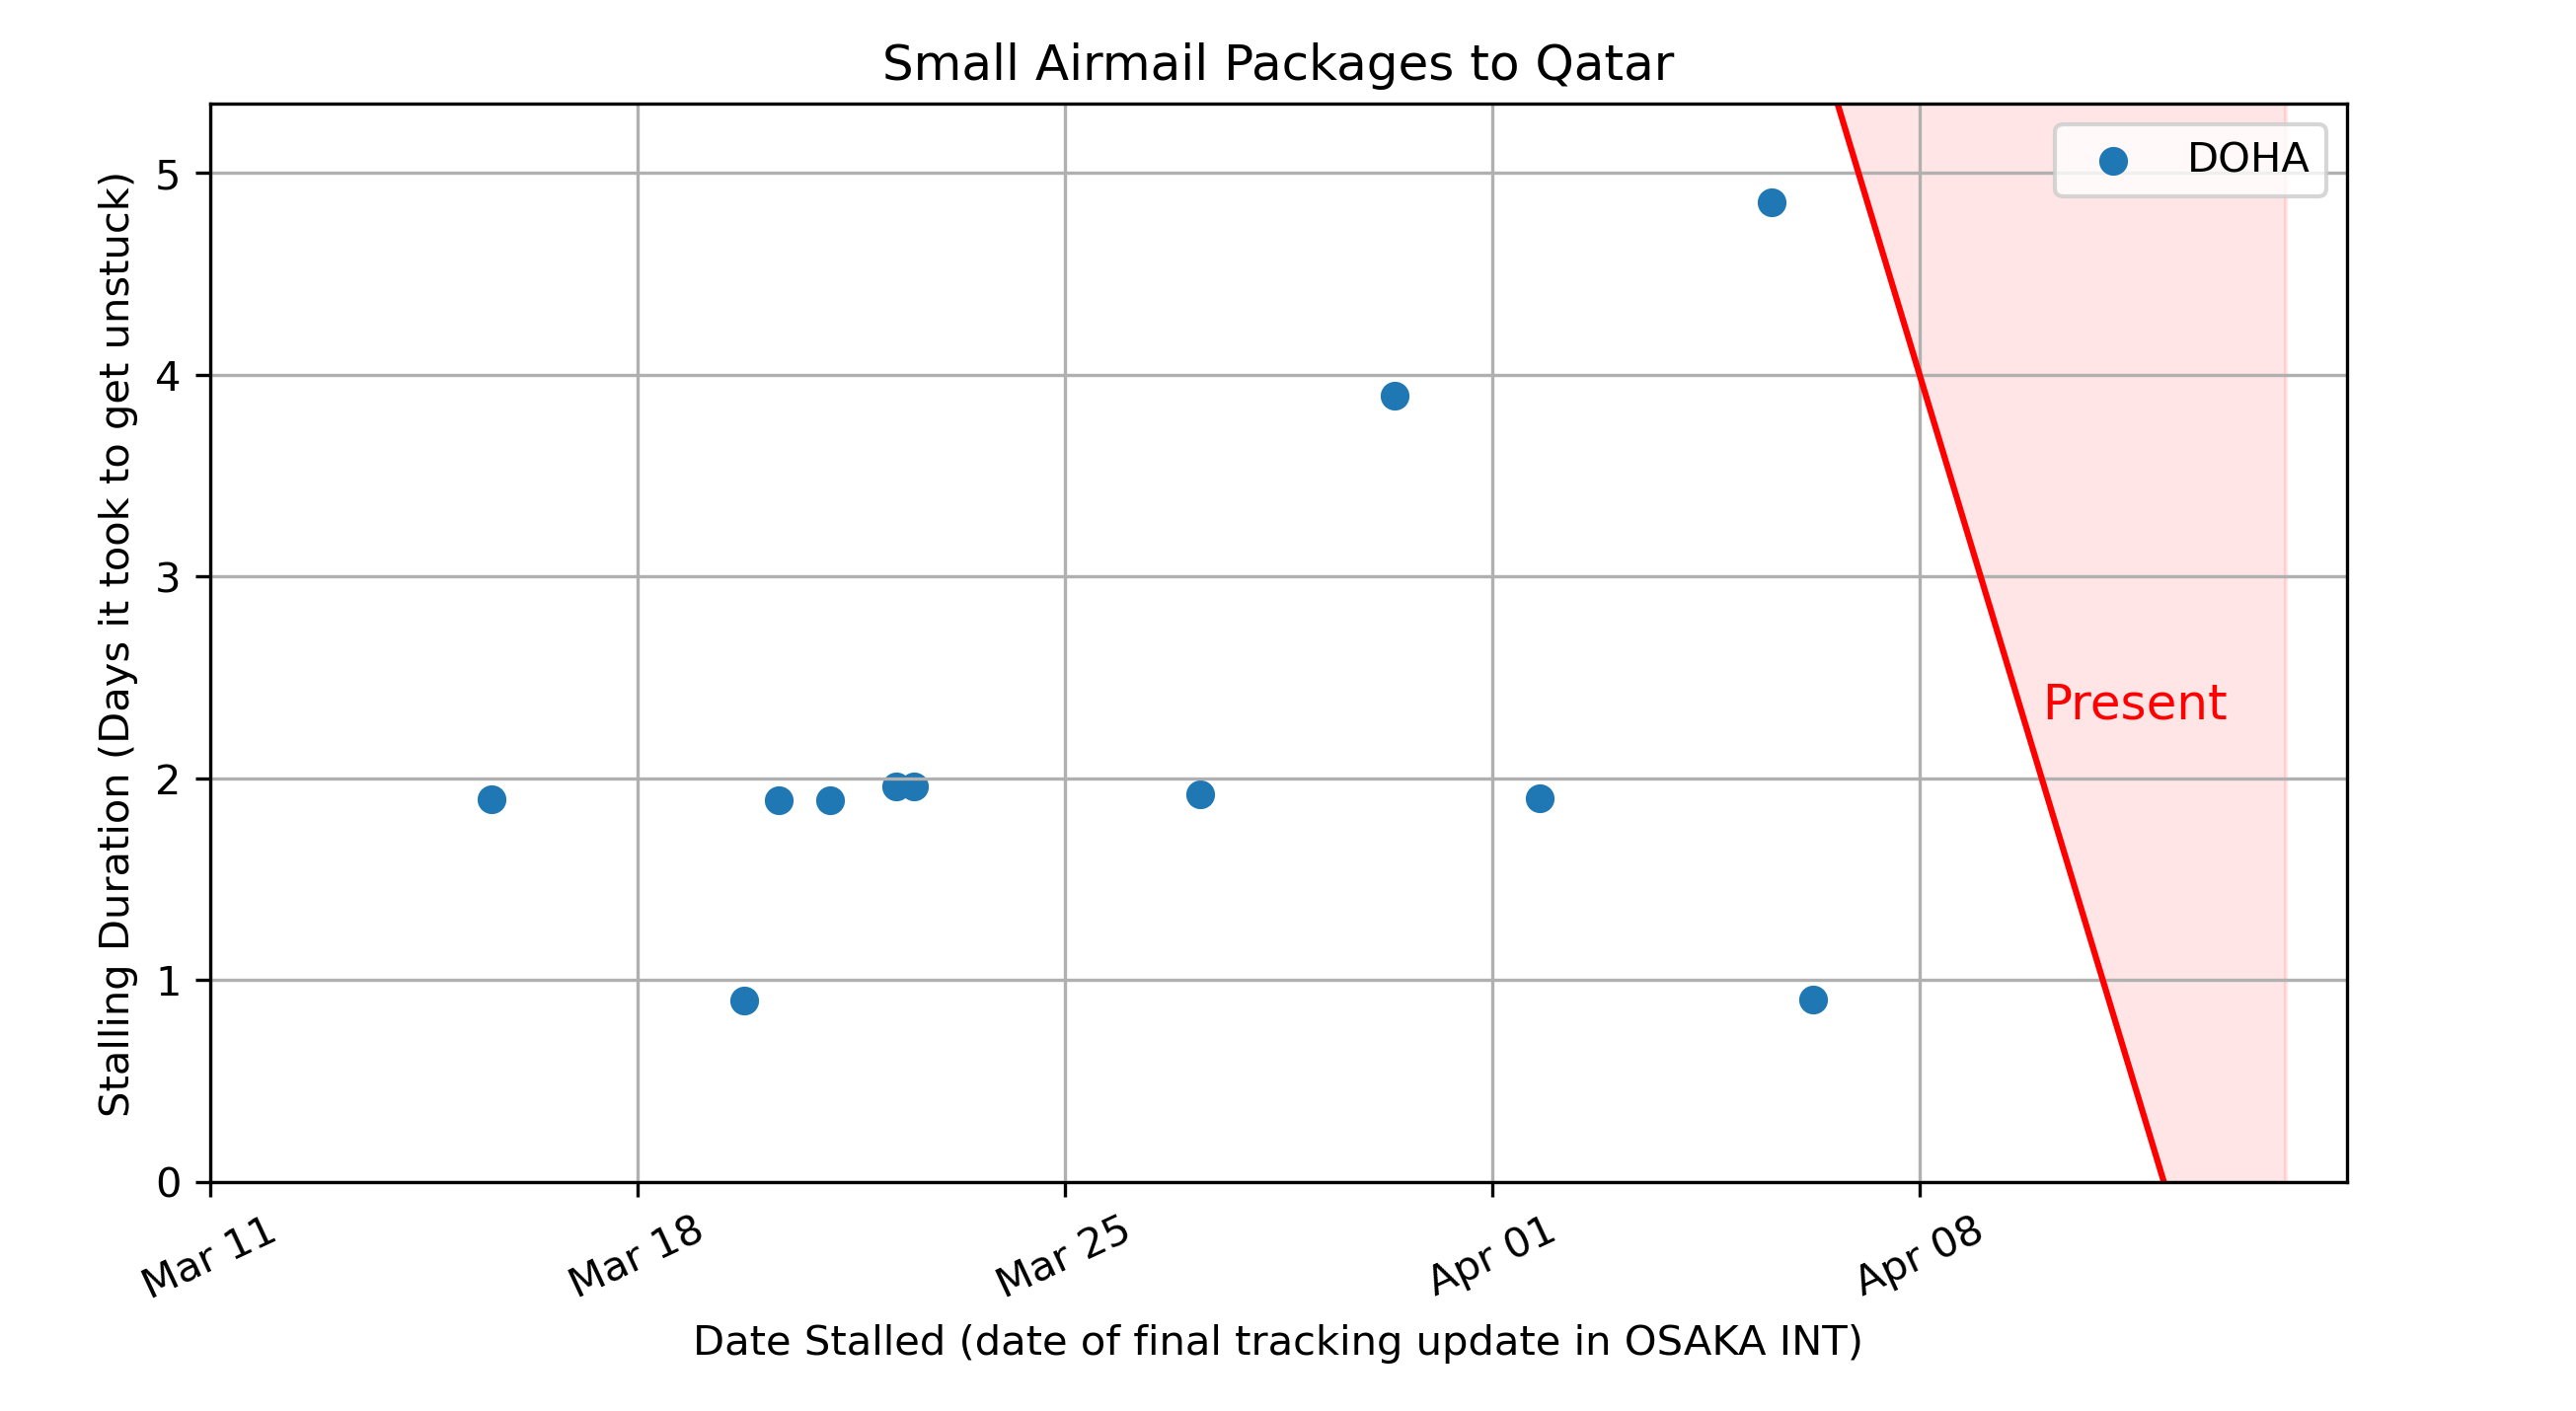 Small Airmail Packages to Qatar
DOHA
Present
Stalling Duration (Days it took to get unstuck)
5
4
3
2
1
0
Mar 11
Mar 18
Mar 25
Apr 01
Apr 08
Date Stalled (date of final tracking update in OSAKA INT)